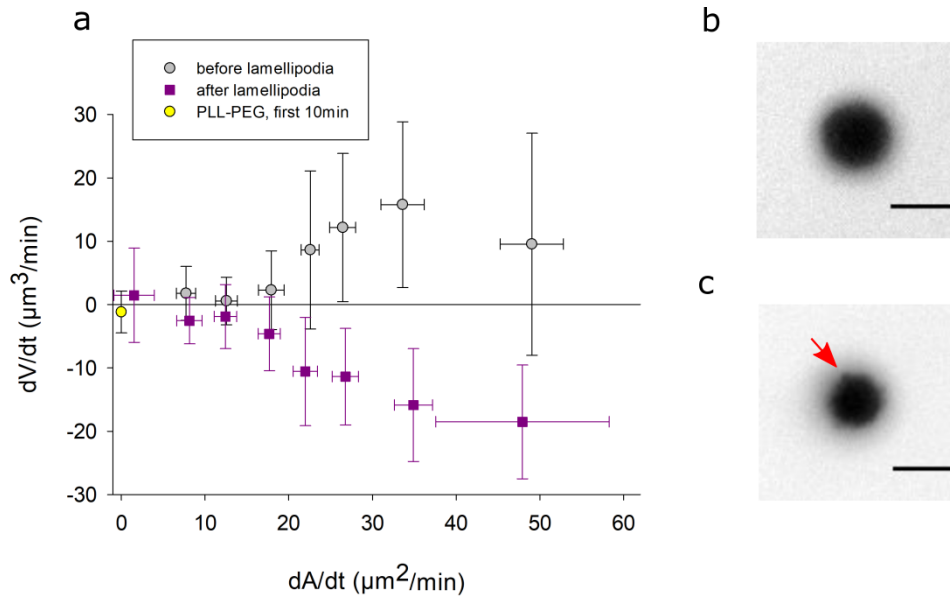 a
before lamellipodia
after lamellipodia
PLL-PEG, first 10min
30
20
10
0
-10
-20
-30
dV/dt (µm³/min)
0 10 20 30 40 50 60
dA/dt (µm²/min)
b
c